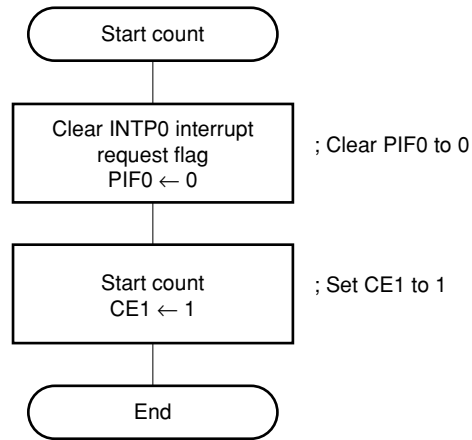 Start count
Clear INTP0 interrupt
request flag
PIF0 ← 0
; Clear PIF0 to 0
Start count
CE1 ← 1
; Set CE1 to 1
End